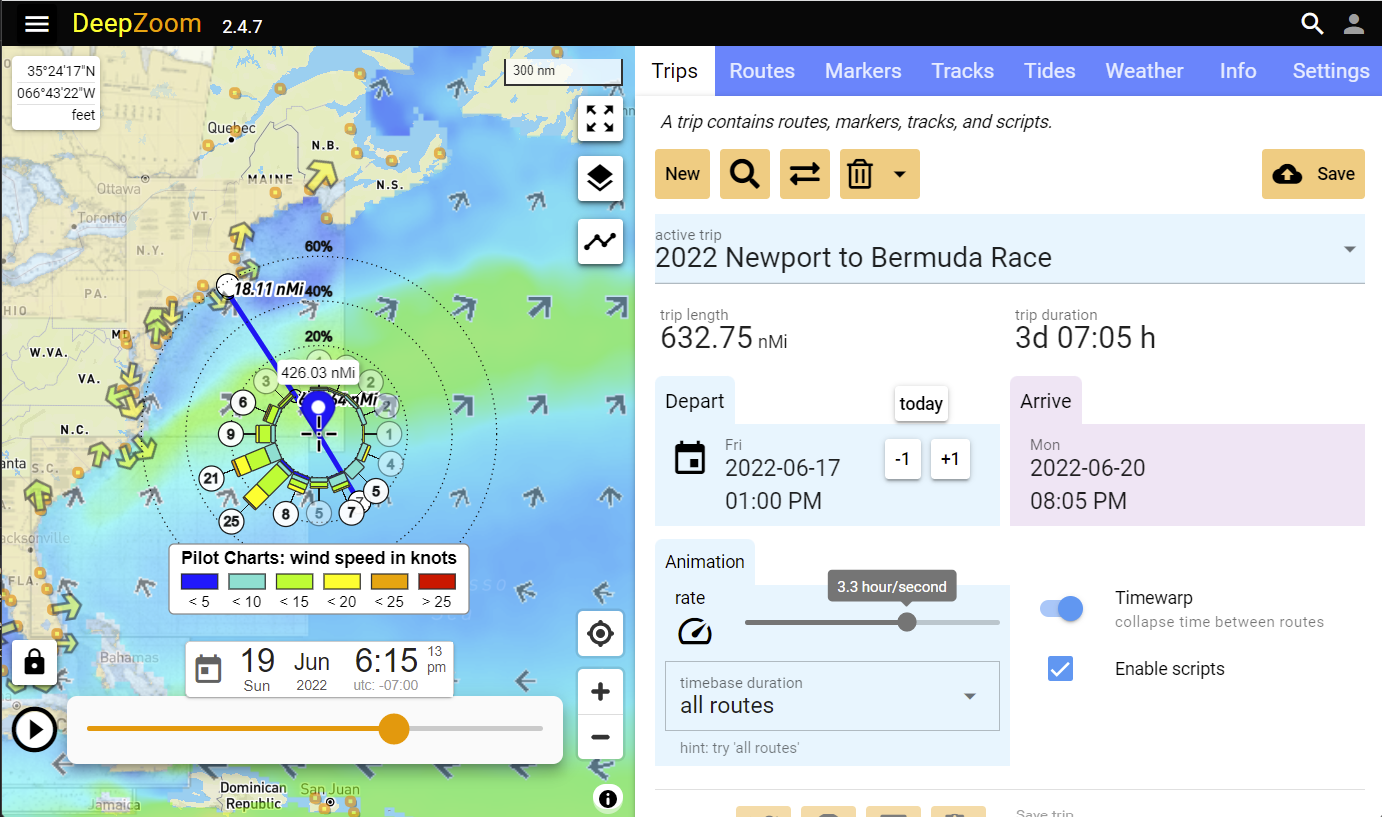 DeepZoom 2.4.7
35°24'17"N
066°43'22"W
feet
300 nm
Quebec
N.B.
MAINE
N.S.
Ottawa
Toronto
VT.
N.Y.
60%
PA.
18.11 nMi
40%
HIO
MD
20%
W.VA.
VA.
426.03 nMi
3
2
6
2
N.C.
9
1
anta
S.C.
21
4
25
8
5
7
5
acksonville
Pilot Charts: wind speed in knots
FLA.
< 5
< 10
< 15
< 20
< 25
> 25
Bahamas
19 Jun 6:15 13 pm
Sun 2022 utc: -07:00
Dominican
Republic
San Juan
Jamaica
Trips Routes Markers Tracks Tides Weather Info Settings
A trip contains routes, markers, tracks, and scripts.
New
Save
active trip
2022 Newport to Bermuda Race
trip length
632.75 nMi
trip duration
3d 07:05 h
Depart
today
Fri
2022-06-17
-1 +1
01:00 PM
Arrive
Mon
2022-06-20
08:05 PM
Animation
rate
3.3 hour/second
timebase duration
all routes
hint: try 'all routes'
Timewarp
collapse time between routes
Enable scripts
Save trip